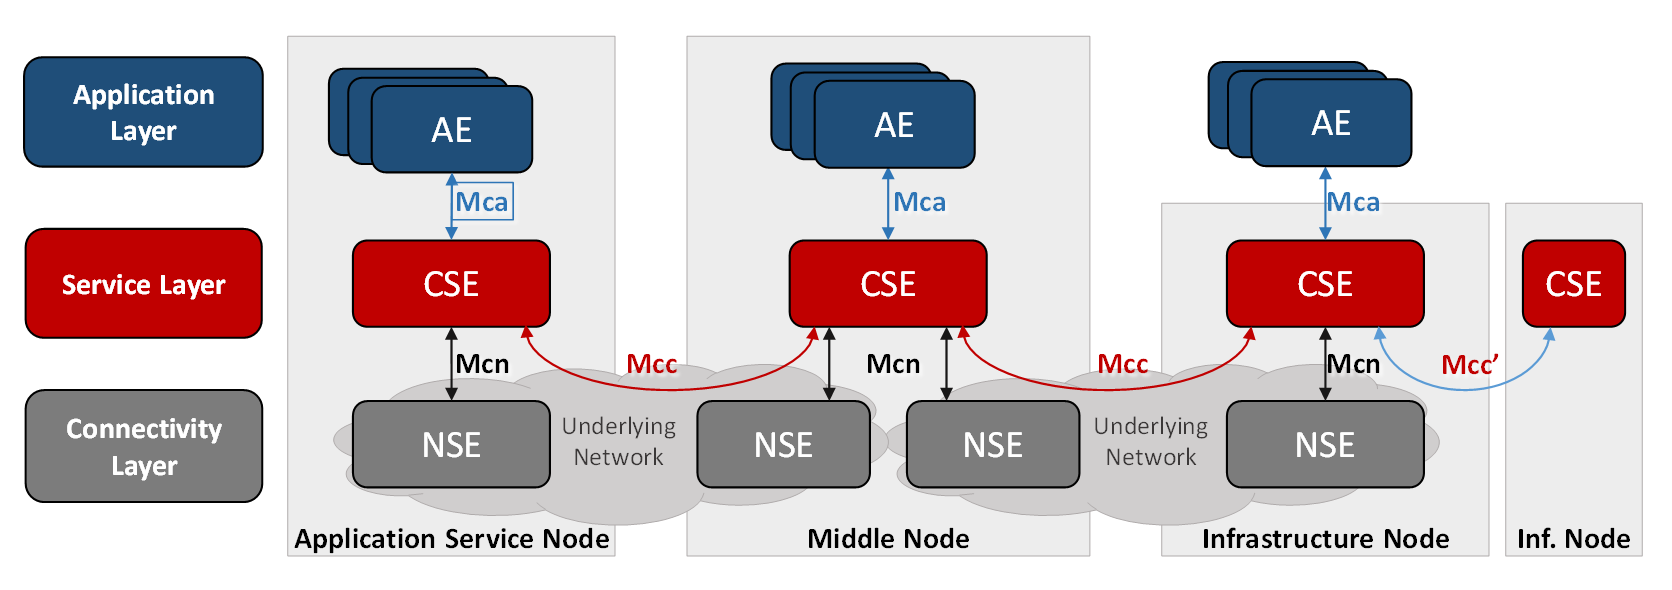 Application
Layer
AE
AE
AE
Mca
Mca
Mca
Service Layer
CSE
CSE
CSE
CSE
Mcn
Mcc
Mcn
Mcc
Mcn
Mcc’
Connectivity
Layer
NSE
Underlying
Network
NSE
NSE
Underlying
Network
NSE
Application Service Node
Middle Node
Infrastructure Node
Inf. Node